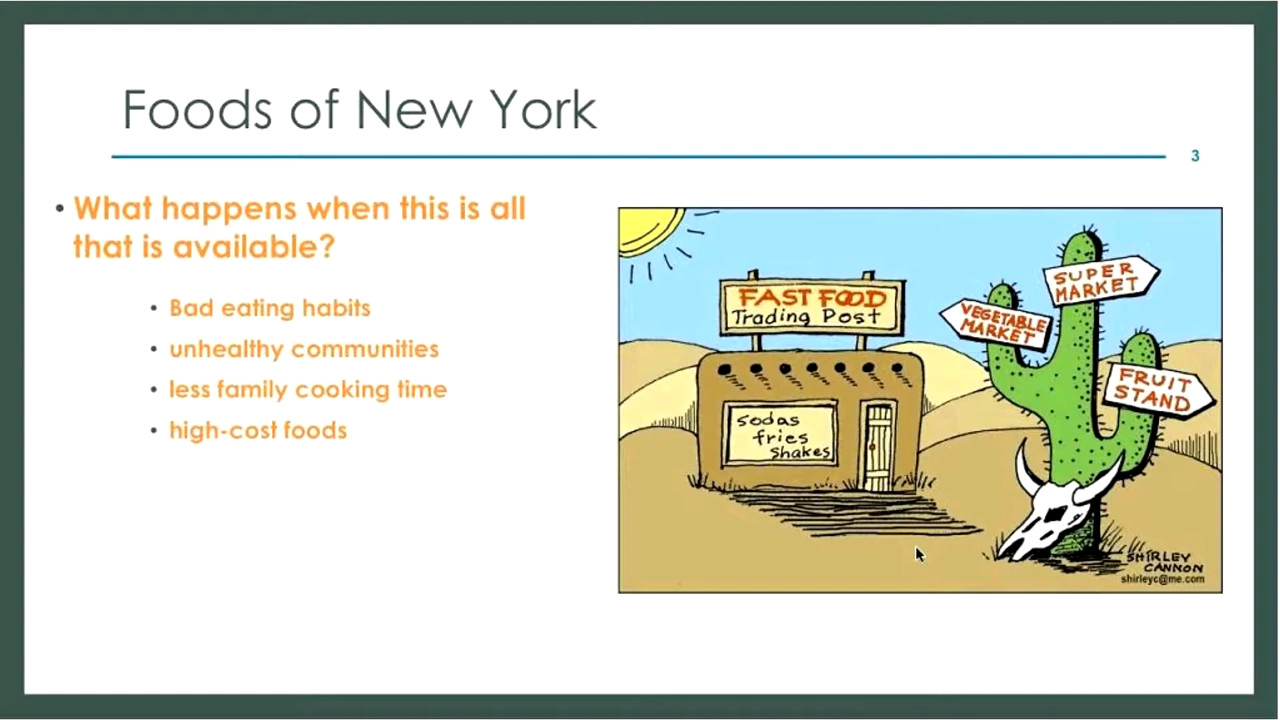 Foods of New York
3
• What happens when this is all
that is available?
• Bad eating habits
• unhealthy communities
• less family cooking time
• high-cost foods
FAST FOOD
Trading Post
sodas
fries
shakes
SUPER
MARKET
VEGETABLE
MARKET
FRUIT
STAND
SHIRLEY
CANNON
shirleyc@me.com